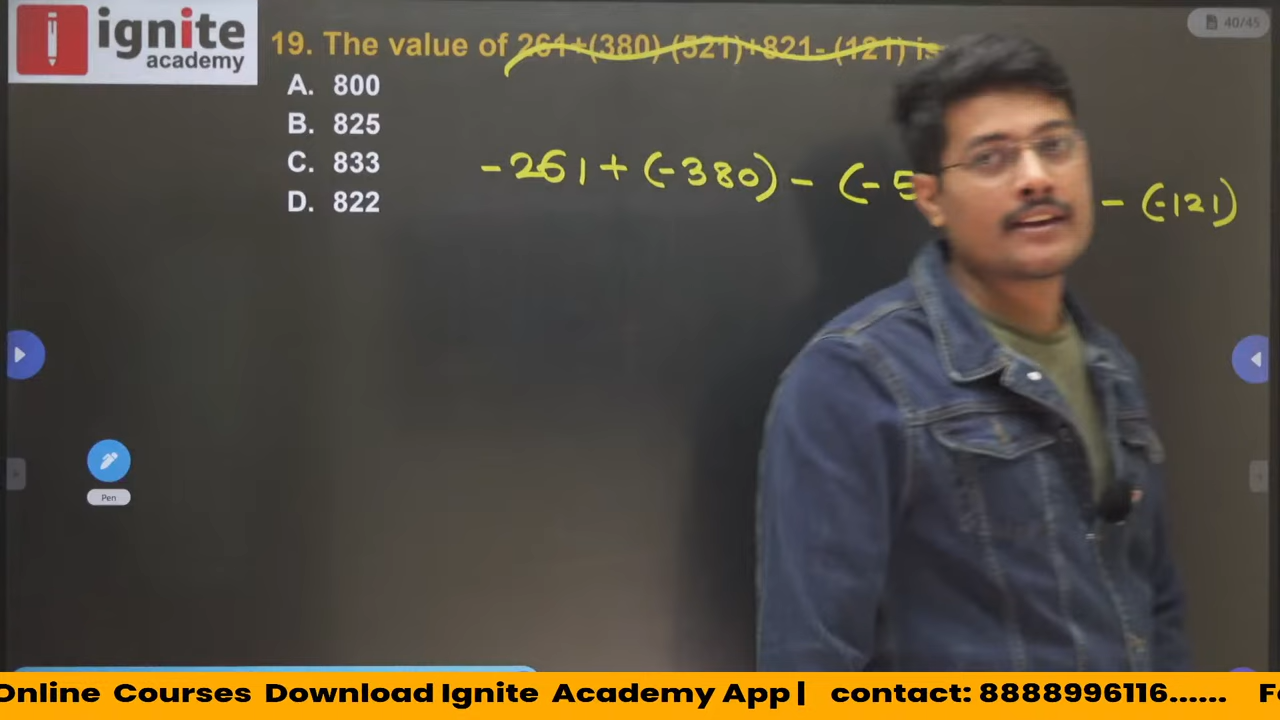 ignite
academy
40/45
19. The value of 261+(380) (521)+821- (121) is
A. 800
B. 825
C. 833
D. 822
-261 + (-380) - (-5 - (-121)
Pen
Online Courses Download Ignite Academy App | contact: 8888996116...... F